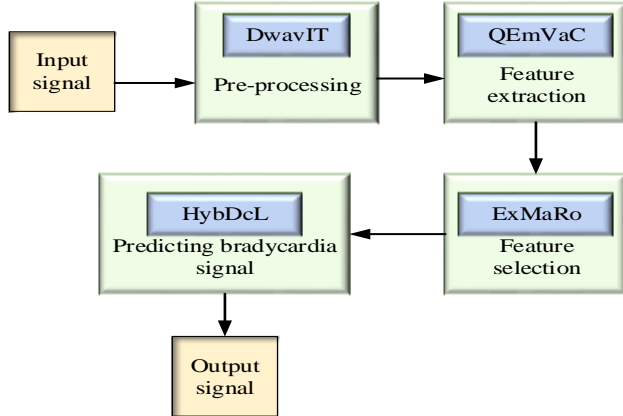 Input
signal
DwavIT
Pre-processing
QEmVaC
Feature
extraction
ExMaRo
Feature
selection
HybDcL
Predicting bradycardia
signal
Output
signal